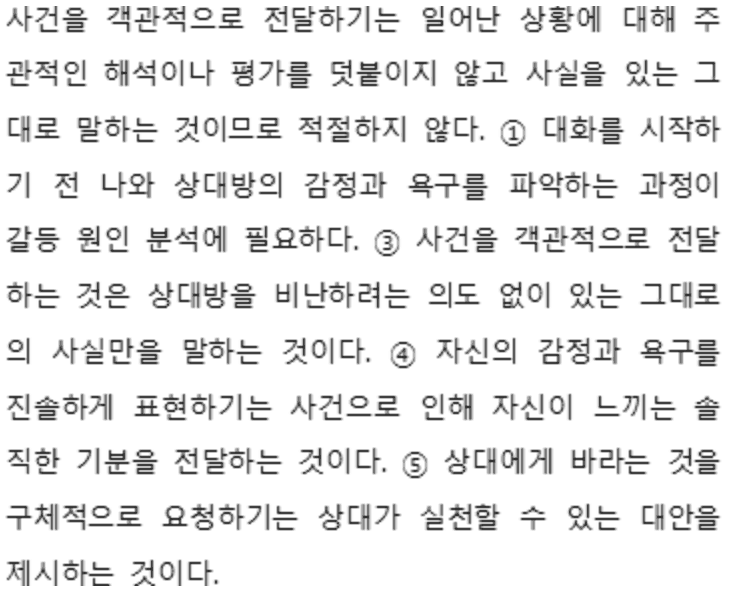 사건을 객관적으로 전달하기는 일어난 상황에 대해 주
관적인 해석이나 평가를 덧붙이지 않고 사실을 있는 그
대로 말하는 것이므로 적절하지 않다. ① 대화를 시작하
기 전 나와 상대방의 감정과 욕구를 파악하는 과정이
갈등 원인 분석에 필요하다. ③ 사건을 객관적으로 전달
하는 것은 상대방을 비난하려는 의도 없이 있는 그대로
의 사실만을 말하는 것이다. ④ 자신의 감정과 욕구를
진솔하게 표현하기는 사건으로 인해 자신이 느끼는 솔
직한 기분을 전달하는 것이다. ⑤ 상대에게 바라는 것을
구체적으로 요청하기는 상대가 실천할 수 있는 대안을
제시하는 것이다.